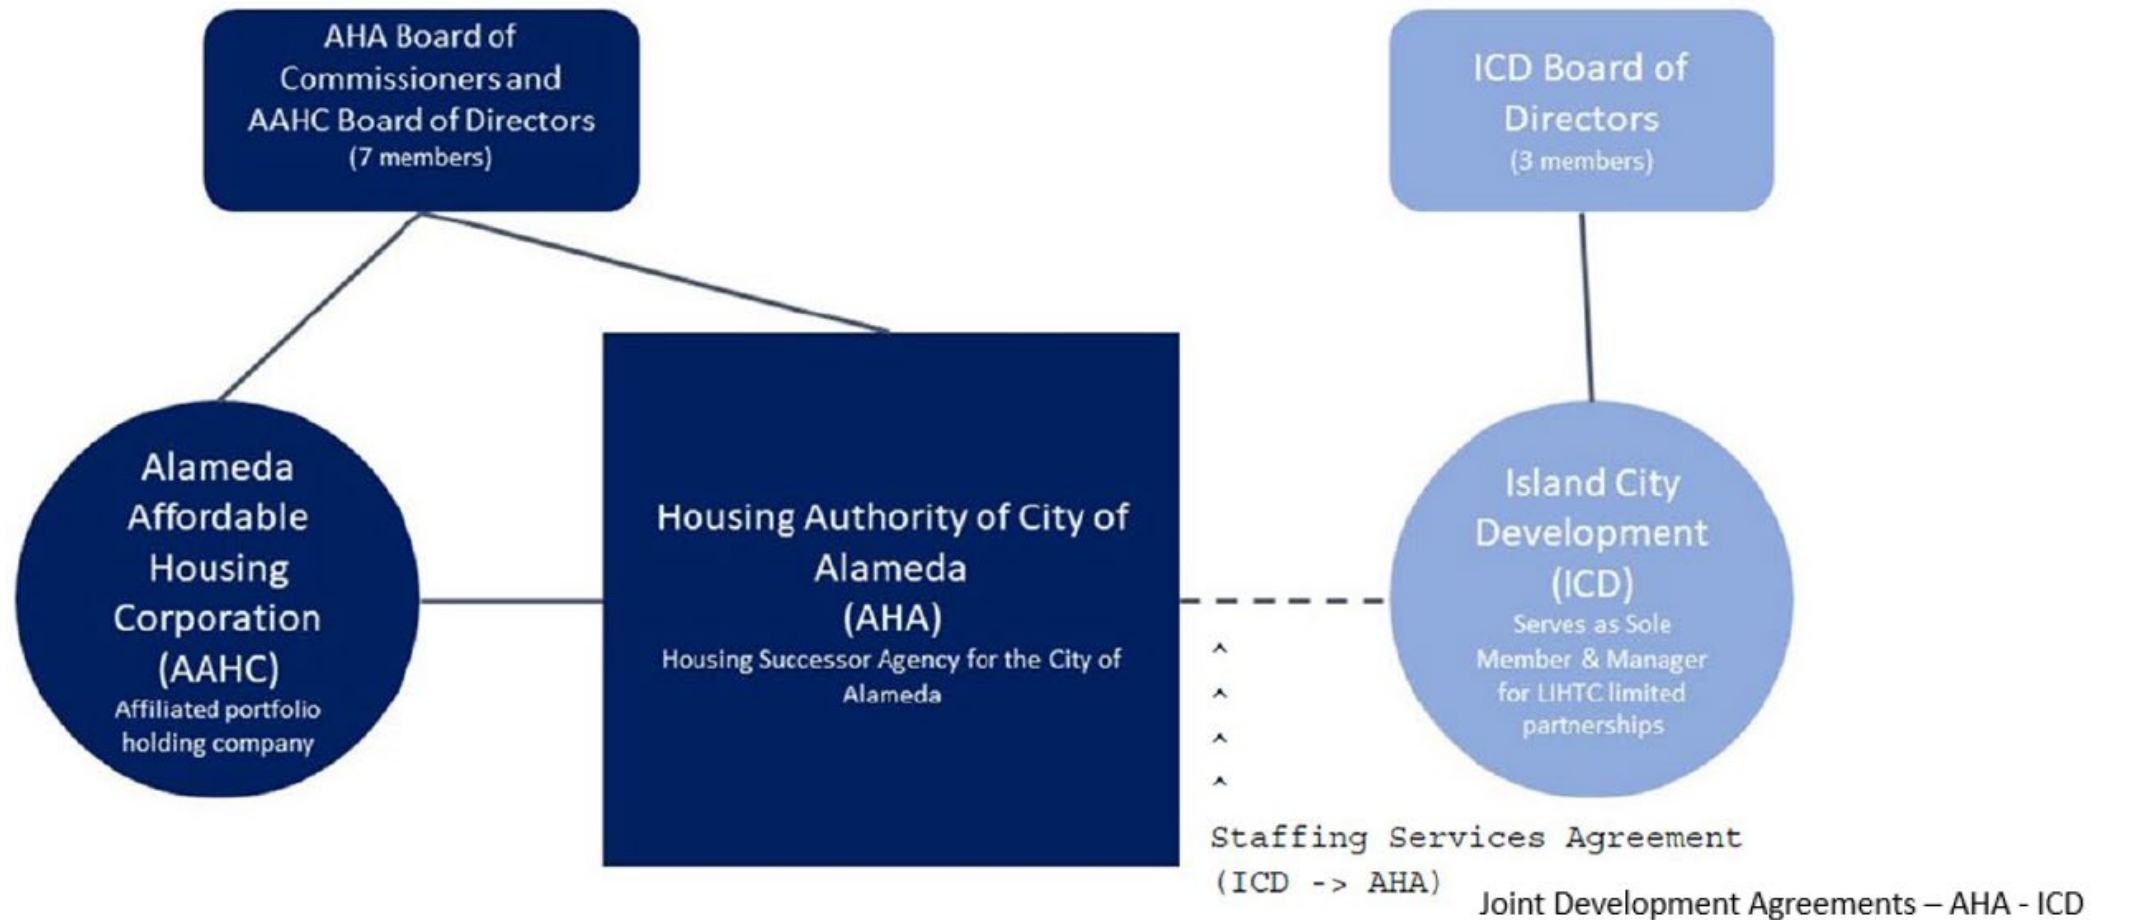 AHA Board of
Commissioners and
AAHC Board of Directors
(7 members)
ICD Board of
Directors
(3 members)
Alameda
Affordable
Housing
Corporation
(AAHC)
Affiliated portfolio
holding company
Housing Authority of City of
Alameda
(AHA)
Housing Successor Agency for the City of
Alameda
Island City
Development
(ICD)
Serves as Sole
Member & Manager
for LIHTC limited
partnerships
^
^
^
^
Staffing Services Agreement
(ICD -> AHA)
Joint Development Agreements – AHA - ICD